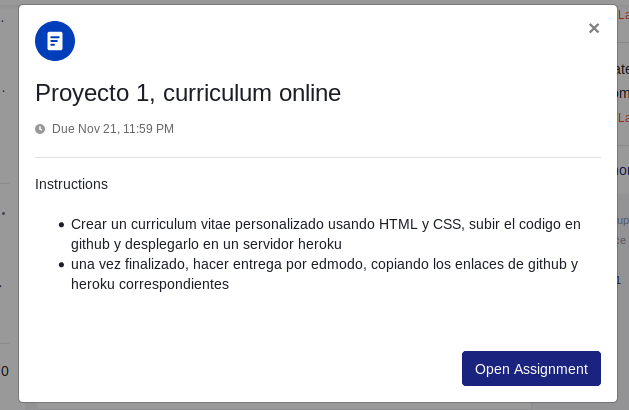 Proyecto 1, curriculum online
Due Nov 21, 11:59 PM
Instructions
Crear un curriculum vitae personalizado usando HTML y CSS, subir el codigo en
github y desplegarlo en un servidor heroku
una vez finalizado, hacer entrega por edmodo, copiando los enlaces de github y
heroku correspondientes
Open Assignment